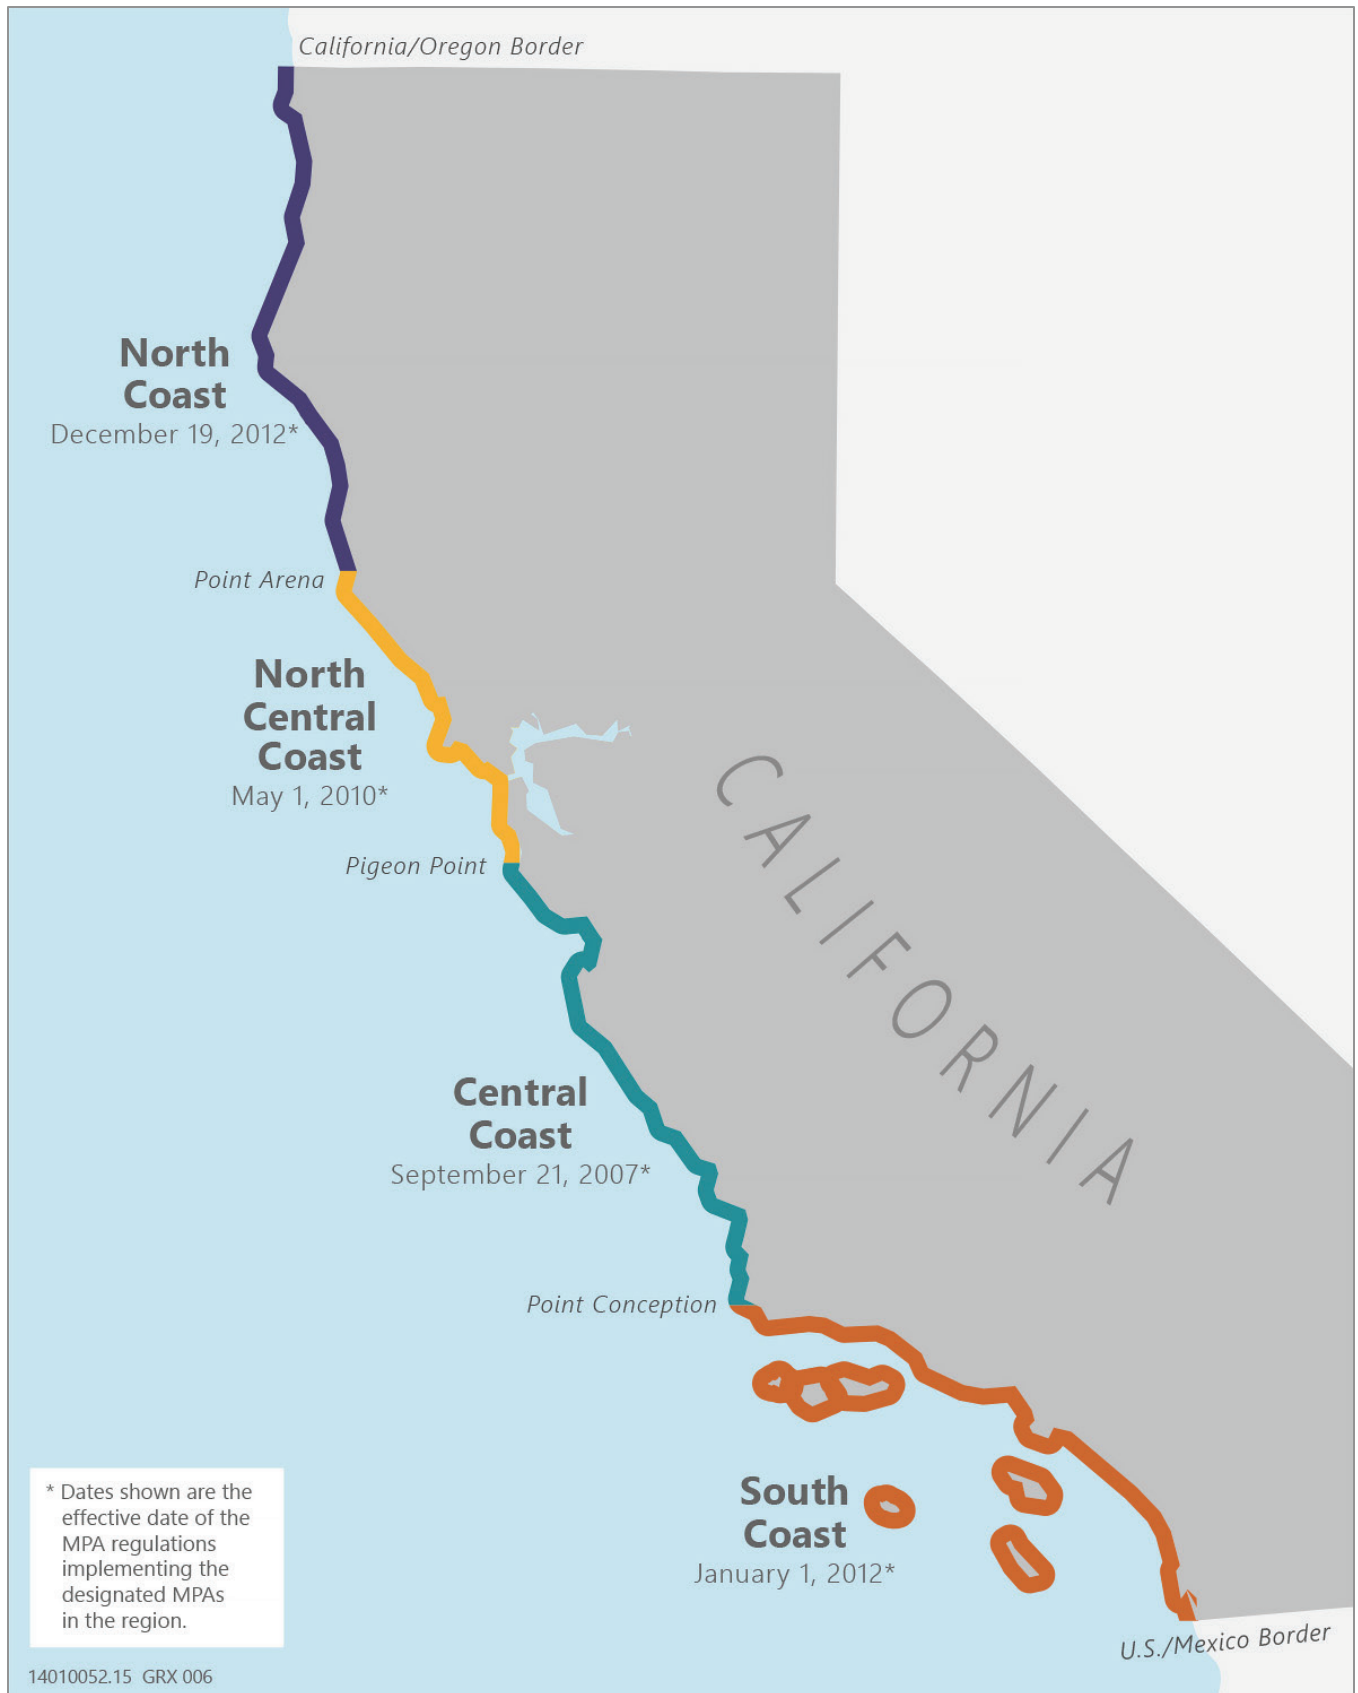 California/Oregon Border
North
Coast
December 19, 2012*
Point Arena
North
Central
Coast
May 1, 2010*
Pigeon Point
CALIFORNIA
Central
Coast
September 21, 2007*
Point Conception
South
Coast
January 1, 2012*
U.S./Mexico Border
* Dates shown are the
effective date of the
MPA regulations
implementing the
designated MPAs
in the region.
14010052.15 GRX 006